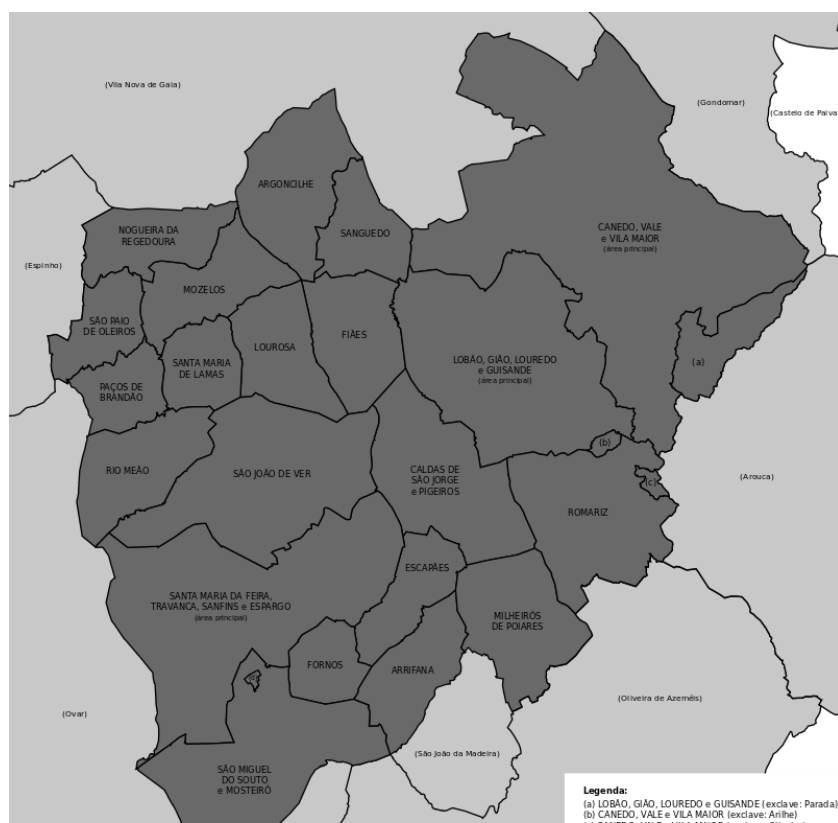 (Vila Nova de Gaia)
(Gondomar)
(Castelo de Paiva
ARGONCILHE
NOGUEIRA DA
REGEDOURA
SANGUEDO
CANEDO, VALE
e VILA MAIOR
(área principal)
(Espinho)
MOZELOS
SÃO PAIO
DE OLEIROS
LOUROSA
FIÃES
SANTA MARIA
DE LAMAS
LOBÃO, GIÃO, LOUREDO
e GUISANDE
(área principal)
(a)
PAÇOS DE
BRANDÃO
(b)
RIO MEÃO
SÃO JOÃO DE VER
CALDAS DE
SÃO JORGE
e PIGEIROS
(c)
(Arouca)
ROMARIZ
ESCAPÃES
SANTA MARIA DA FEIRA,
TRAVANCA, SANFINS e ESPARGO
(área principal)
MILHEIRÓS
DE POIARES
FORNOS
ARRIFANA
(Oliveira de Azeméis)
(Ovar)
(São João da Madeira)
SÃO MIGUEL
DO SOUTO
e MOSTEIRÔ
Legenda:
(a) LOBÃO, GIÃO, LOUREDO e GUISANDE (exclave: Parada)
(b) CANEDO, VALE e VILA MAIOR (exclave: Arilhe)